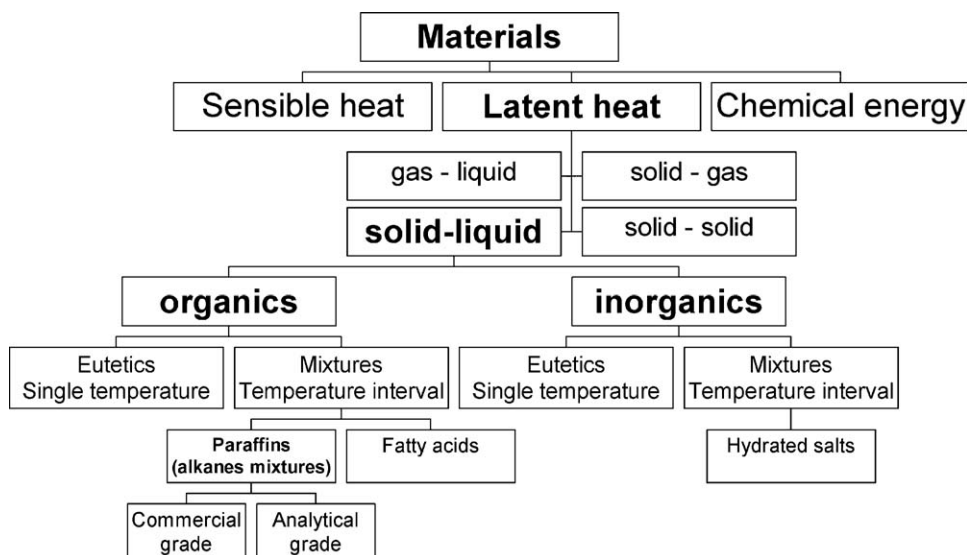 Materials
Sensible heat
Latent heat
Chemical energy
gas - liquid
solid - gas
solid-liquid
solid - solid
organics
inorganics
Eutetics
Single temperature
Mixtures
Temperature interval
Eutetics
Single temperature
Mixtures
Temperature interval
Paraffins
(alkanes mixtures)
Fatty acids
Hydrated salts
Commercial
grade
Analytical
grade